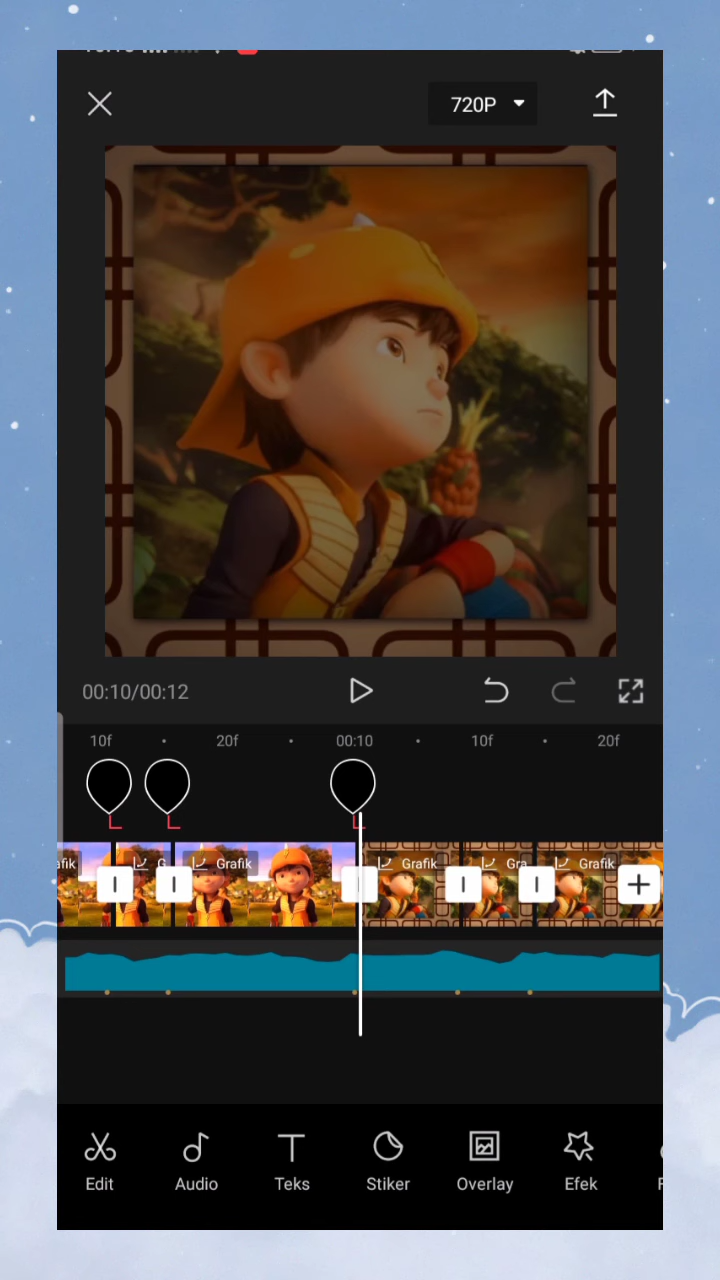 720P
00:10/00:12
10f 20f 00:10 10f 20f
afik G Grafik Grafik Gra Grafik
Edit Audio Teks Stiker Overlay Efek